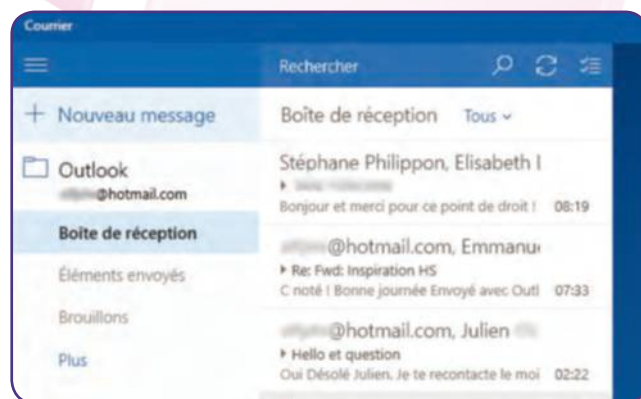 Courrier
Rechercher
+ Nouveau message
Boîte de réception Tous
Outlook
@hotmail.com
Boîte de réception
Éléments envoyés
Brouillons
Plus
Stéphane Philippon, Elisabeth
Bonjour et merci pour ce point de droit ! 08:19
@hotmail.com, Emmanu
Re: Fwd: Inspiration HS
C noté ! Bonne journée Envoyé avec Outl 07:33
@hotmail.com, Julien
Hello et question
Oui Désolé Julien. Je te recontacte le moi 02:22